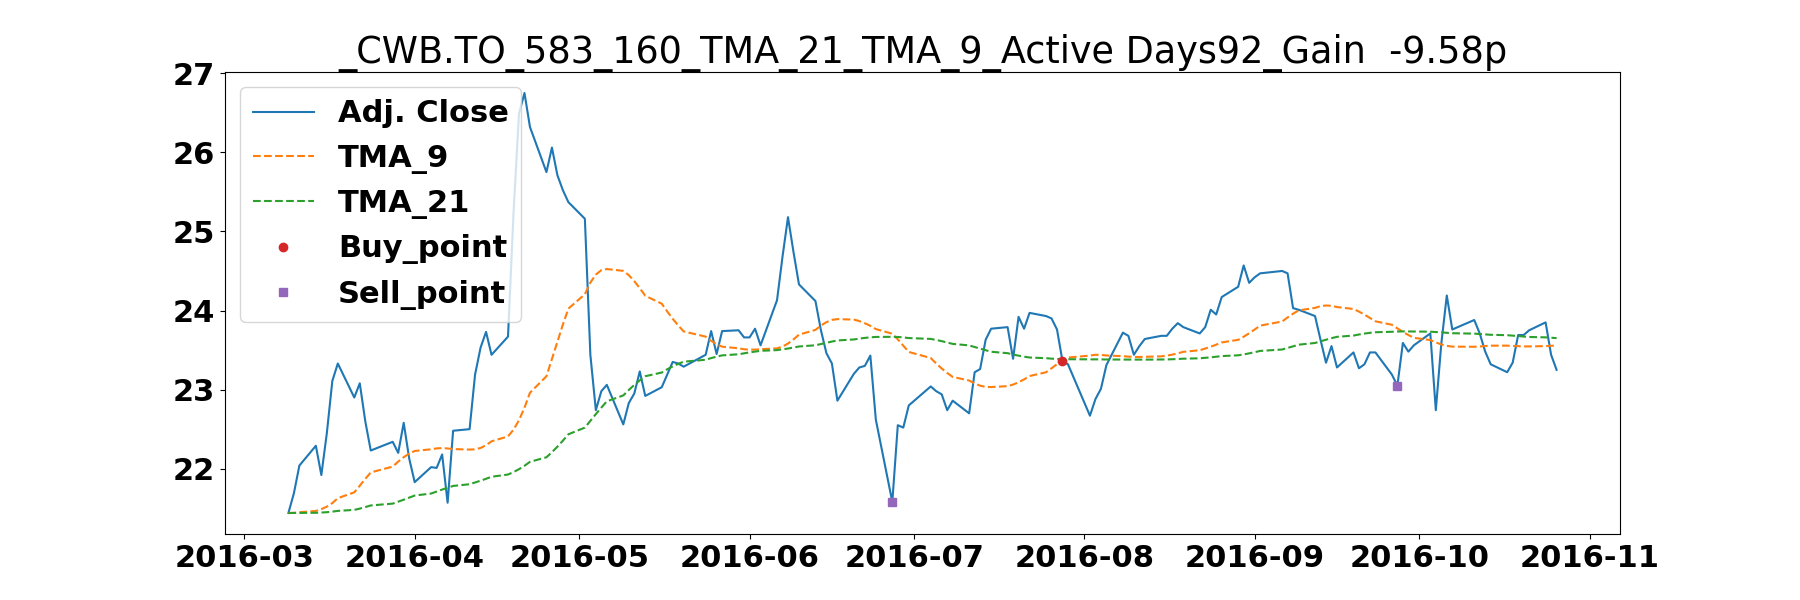 _CWB.TO_583_160_TMA_21_TMA_9_Active Days92_Gain  -9.58p
27
26
25
24
23
22
Adj. Close
TMA_9
TMA_21
Buy_point
Sell_point
2016-03 2016-04 2016-05 2016-06 2016-07 2016-08 2016-09 2016-10 2016-11